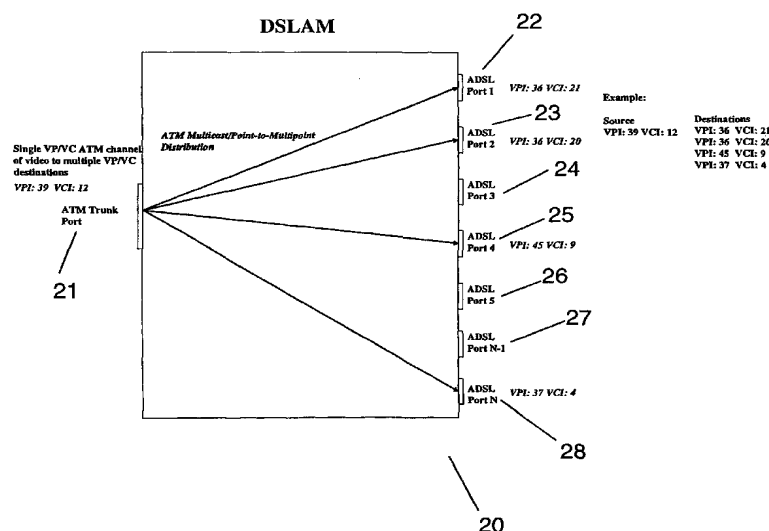 DSLAM
22
ADSL
Port 1
VPI: 36 VCI: 21
23
Example:
Source
VPI: 39 VCI: 12
Destinations
VPI: 36 VCI: 21
VPI: 36 VCI: 20
VPI: 45 VCI: 9
VPI: 37 VCI: 4
ATM Multicast/Point-to-Multipoint
Distribution
ADSL
Port 2
VPI: 36 VCI: 20
Single VP/VC ATM channel
of video to multiple VP/VC
destinations
VPI: 39 VCI: 12
24
ADSL
Port 3
ATM Trunk
Port
21
25
ADSL
Port 4
VPI: 45 VCI: 9
26
ADSL
Port 5
27
ADSL
Port N-1
ADSL
Port N
VPI: 37 VCI: 4
28
20